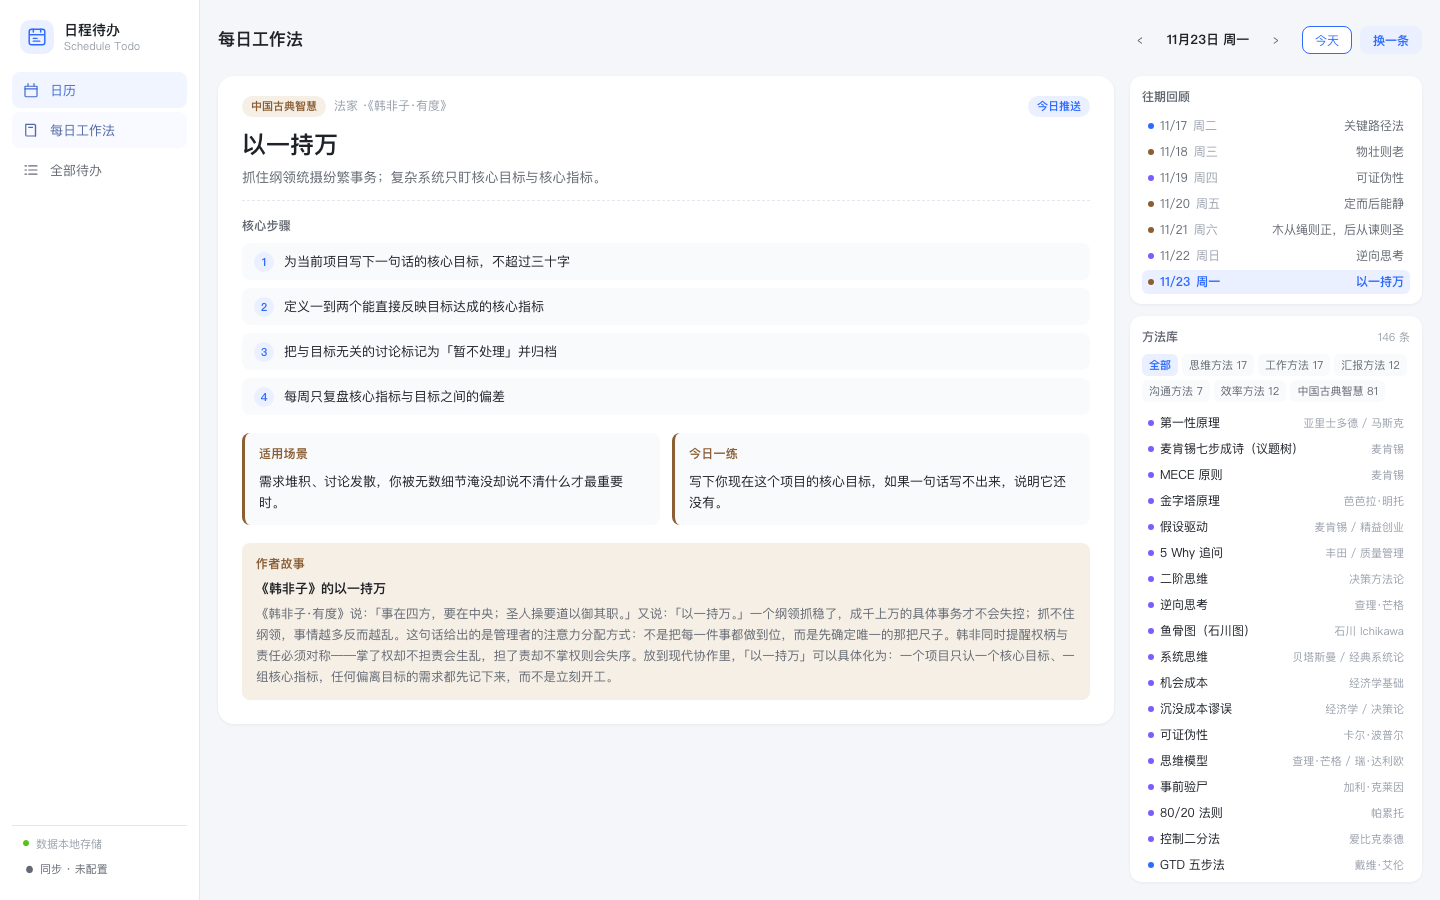 日程待办
Schedule Todo
日历
每日工作法
全部待办
数据本地存储
同步 · 未配置
每日工作法
‹ 11月23日 周一 ›
今天
换一条
中国古典智慧 法家 ·《韩非子·有度》
今日推送
以一持万
抓住纲领统摄纷繁事务；复杂系统只盯核心目标与核心指标。
核心步骤
1 为当前项目写下一句话的核心目标，不超过三十字
2 定义一到两个能直接反映目标达成的核心指标
3 把与目标无关的讨论标记为「暂不处理」并归档
4 每周只复盘核心指标与目标之间的偏差
适用场景
需求堆积、讨论发散，你被无数细节淹没却说不清什么才最重要
时。
今日一练
写下你现在这个项目的核心目标，如果一句话写不出来，说明它还
没有。
作者故事
《韩非子》的以一持万
《韩非子·有度》说：「事在四方，要在中央；圣人操要道以御其职。」又说：「以一持万。」一个纲领抓稳了，成千上万的具体事务才不会失控；抓不住
纲领，事情越多反而越乱。这句话给出的是管理者的注意力分配方式：不是把每一件事都做到位，而是先确定唯一的那把尺子。韩非同时提醒权柄与
责任必须对称——掌了权却不担责会生乱，担了责却不掌权则会失序。放到现代协作里，「以一持万」可以具体化为：一个项目只认一个核心目标、一
组核心指标，任何偏离目标的需求都先记下来，而不是立刻开工。
往期回顾
11/17 周二 关键路径法
11/18 周三 物壮则老
11/19 周四 可证伪性
11/20 周五 定而后能静
11/21 周六 木从绳则正，后从谏则圣
11/22 周日 逆向思考
11/23 周一 以一持万
方法库 146 条
全部 思维方法 17 工作方法 17 汇报方法 12
沟通方法 7 效率方法 12 中国古典智慧 81
第一性原理 亚里士多德 / 马斯克
麦肯锡七步成诗（议题树） 麦肯锡
MECE 原则 麦肯锡
金字塔原理 芭芭拉·明托
假设驱动 麦肯锡 / 精益创业
5 Why 追问 丰田 / 质量管理
二阶思维 决策方法论
逆向思考 查理·芒格
鱼骨图（石川图） 石川 Ichikawa
系统思维 贝塔斯曼 / 经典系统论
机会成本 经济学基础
沉没成本谬误 经济学 / 决策论
可证伪性 卡尔·波普尔
思维模型 查理·芒格 / 瑞·达利欧
事前验尸 加利·克莱因
80/20 法则 帕累托
控制二分法 爱比克泰德
GTD 五步法 戴维·艾伦